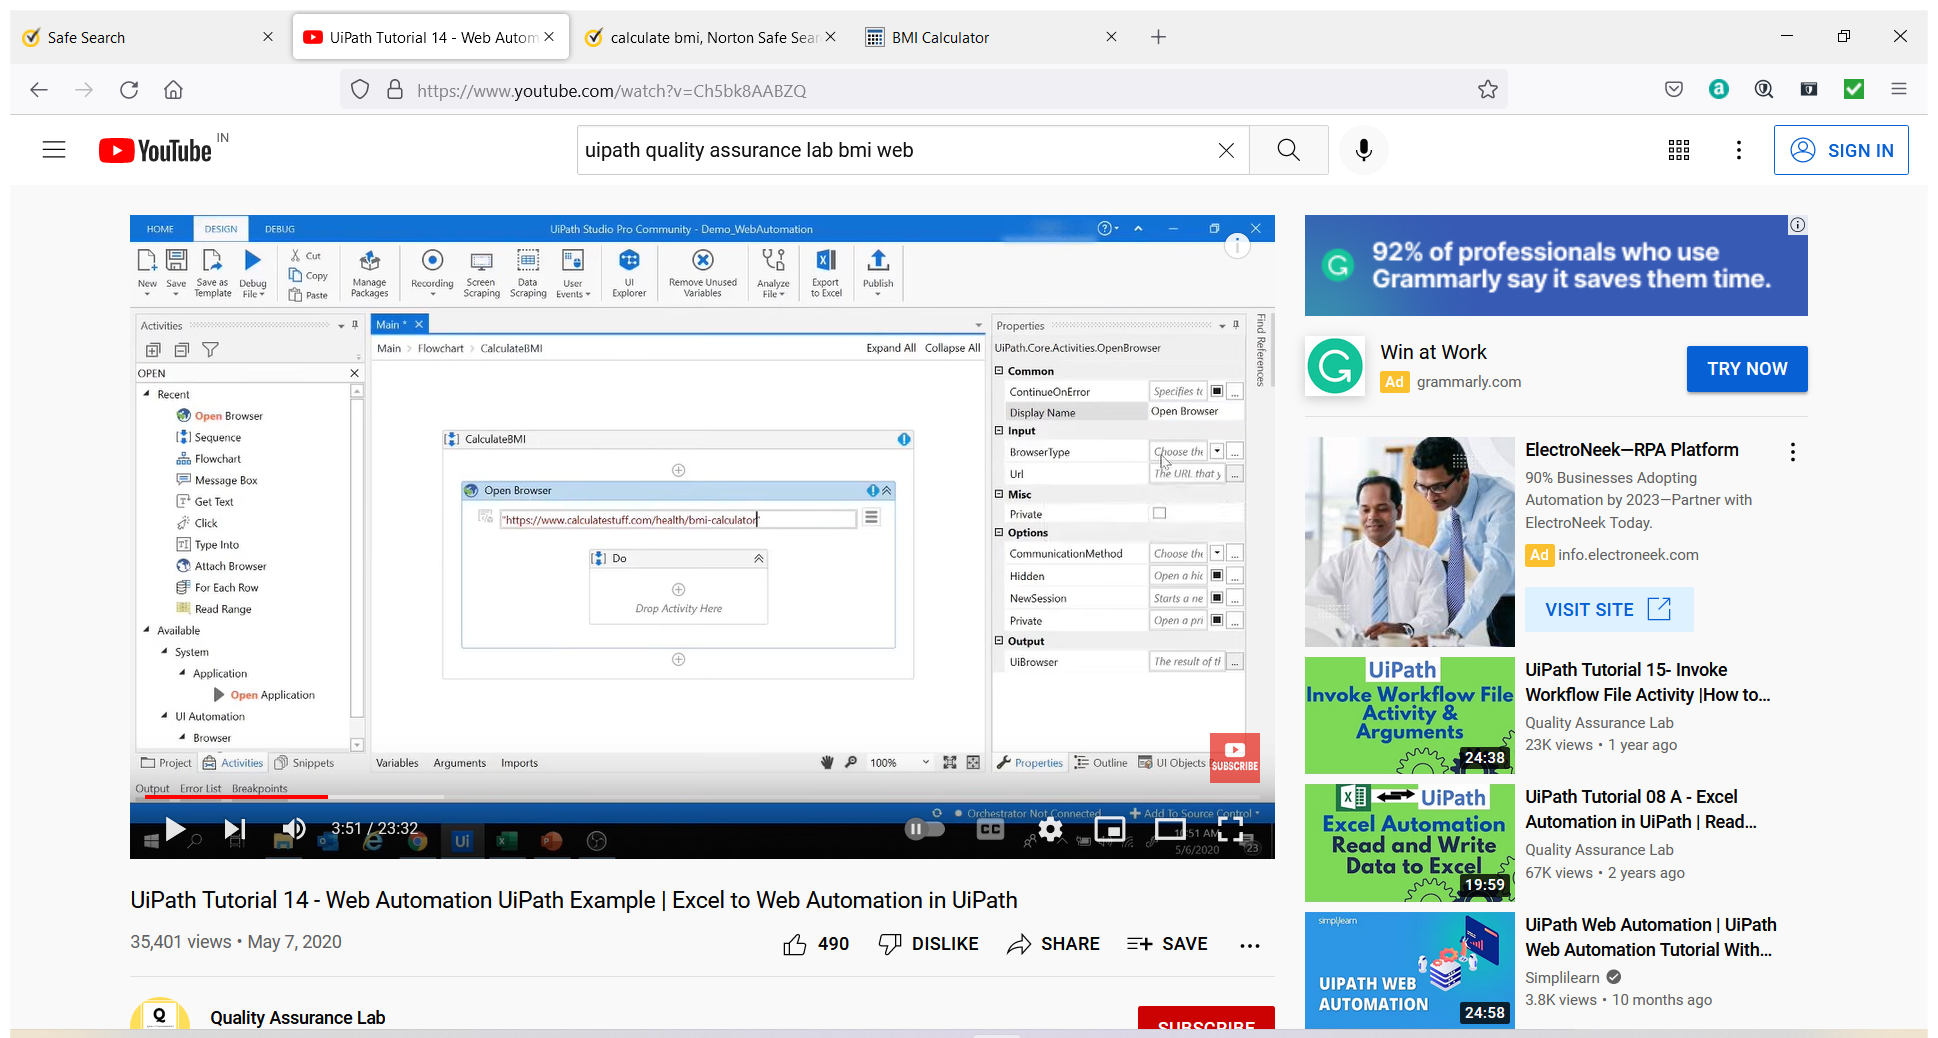 Safe Search
UiPath Tutorial 14 - Web Autom
calculate bmi, Norton Safe Sear
BMI Calculator
https://www.youtube.com/watch?v=Ch5bk8AABZQ
YouTube IN
uipath quality assurance lab bmi web
SIGN IN
HOME DESIGN DEBUG
UiPath Studio Pro Community - Demo_WebAutomation
New
Save
Save as Template
Debug File
Cut
Copy
Paste
Manage Packages
Recording
Screen Scraping
Data Scraping
User Events
UI Explorer
Remove Unused Variables
Analyze File
Export to Excel
Publish
Activities
OPEN
Recent
Open Browser
Sequence
Flowchart
Message Box
Get Text
Click
Type Into
Attach Browser
For Each Row
Read Range
Available
System
Application
Open Application
UI Automation
Browser
Project Activities Snippets
Main *
Main > Flowchart > CalculateBMI
Expand All Collapse All
CalculateBMI
Open Browser
"https://www.calculatestuff.com/health/bmi-calculator"
Do
Drop Activity Here
Variables Arguments Imports
100%
Properties
UiPath.Core.Activities.OpenBrowser
Common
ContinueOnError Specifies to
Display Name Open Browser
Input
BrowserType Choose the
Url The URL that y
Misc
Private
Options
CommunicationMethod Choose the
Hidden Open a hic
NewSession Starts a ne
Private Open a pri
Output
UiBrowser The result of tl
Find References
Properties Outline UI Objects
SUBSCRIBE
Output Error List Breakpoints
Orchestrator Not Connected
Add To Source Control
3:51 / 23:32
CC
10:51 AM
5/6/2020
23
UiPath Tutorial 14 - Web Automation UiPath Example | Excel to Web Automation in UiPath
35,401 views • May 7, 2020
490 DISLIKE SHARE SAVE ...
Q
Quality Assurance Lab
SUBSCRIBE
92% of professionals who use
Grammarly say it saves them time.
Win at Work
Ad grammarly.com
TRY NOW
ElectroNeek—RPA Platform
90% Businesses Adopting
Automation by 2023—Partner with
ElectroNeek Today.
Ad info.electroneek.com
VISIT SITE
UiPath
Invoke Workflow File
Activity &
Arguments
24:38
UiPath Tutorial 15- Invoke
Workflow File Activity |How to...
Quality Assurance Lab
23K views • 1 year ago
UiPath
Excel Automation
Read and Write
Data to Excel
19:59
UiPath Tutorial 08 A - Excel
Automation in UiPath | Read...
Quality Assurance Lab
67K views • 2 years ago
simplilearn
UIPATH WEB
AUTOMATION
24:58
UiPath Web Automation | UiPath
Web Automation Tutorial With...
Simplilearn
3.8K views • 10 months ago